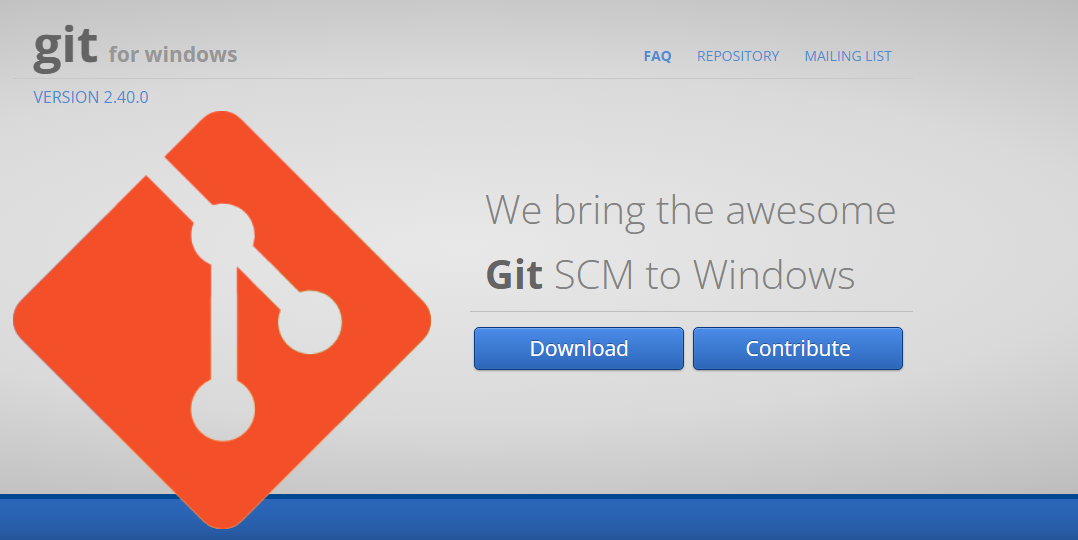 git for windows
FAQ REPOSITORY MAILING LIST
VERSION 2.40.0
We bring the awesome
Git SCM to Windows
Download Contribute